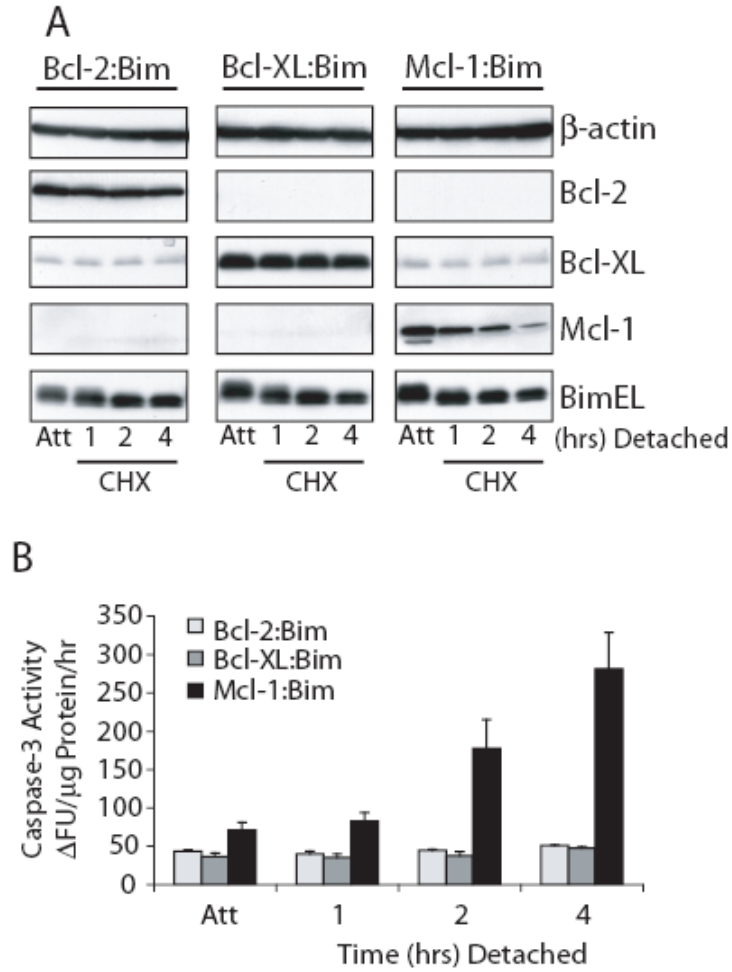 A
Bcl-2:Bim Bcl-XL:Bim Mcl-1:Bim
β-actin
Bcl-2
Bcl-XL
Mcl-1
BimEL
Att 1 2 4 Att 1 2 4 Att 1 2 4 (hrs) Detached
CHX CHX CHX
B
Caspase-3 Activity
ΔFU/μg Protein/hr
350
300
250
200
150
100
50
0
Bcl-2:Bim
Bcl-XL:Bim
Mcl-1:Bim
Att 1 2 4
Time (hrs) Detached